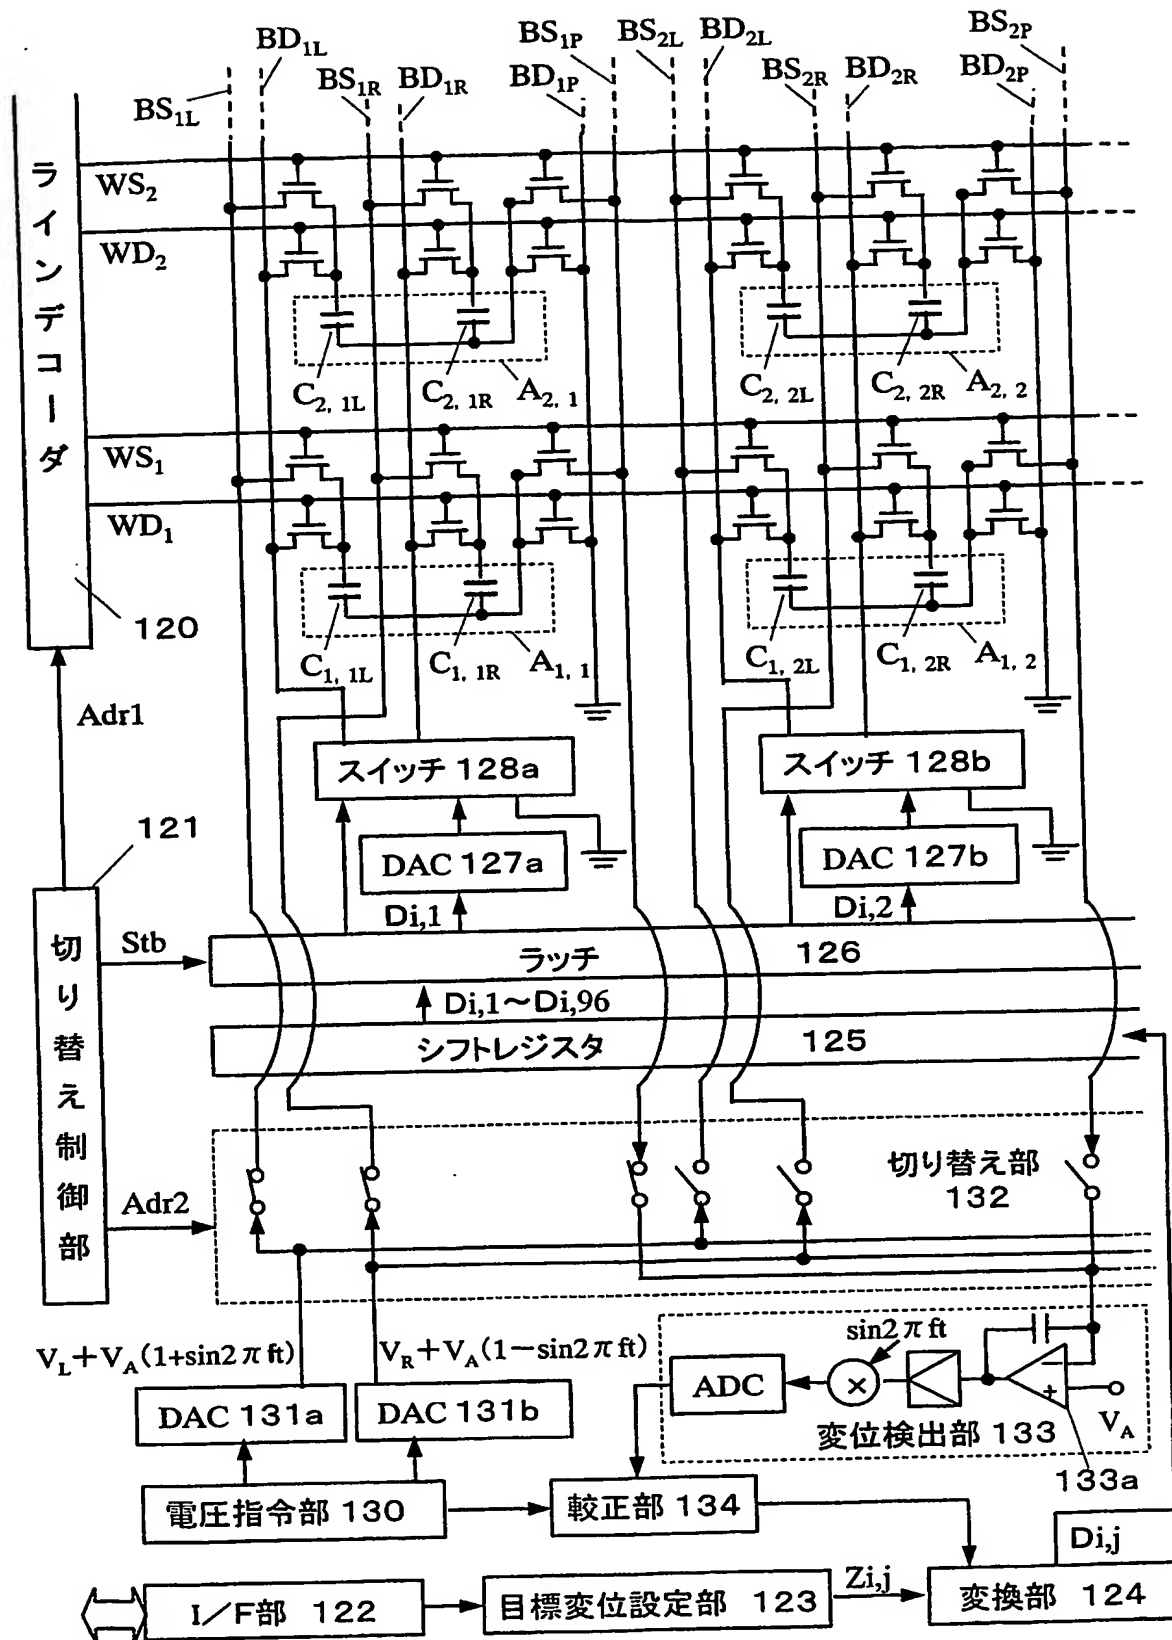 BS1L
BD1L
BS1R
BD1R
BS1P
BD1P
BS2L
BD2L
BS2R
BD2R
BS2P
BD2P
ラインデコーダ
120
WS2
WD2
C2, 1L
C2, 1R
A2, 1
C2, 2L
C2, 2R
A2, 2
WS1
WD1
C1, 1L
C1, 1R
A1, 1
C1, 2L
C1, 2R
A1, 2
Adr1
スイッチ 128a
スイッチ 128b
121
DAC 127a
DAC 127b
Di,1
Di,2
切り替え制御部
Stb
ラッチ 126
Di,1～Di,96
シフトレジスタ 125
切り替え部
132
Adr2
VL+VA(1+sin2πft)
VR+VA(1−sin2πft)
sin2πft
DAC 131a
DAC 131b
ADC
×
−
+
VA
変位検出部 133
133a
電圧指令部 130
較正部 134
Di,j
I／F部 122
目標変位設定部 123
Zi,j
変換部 124